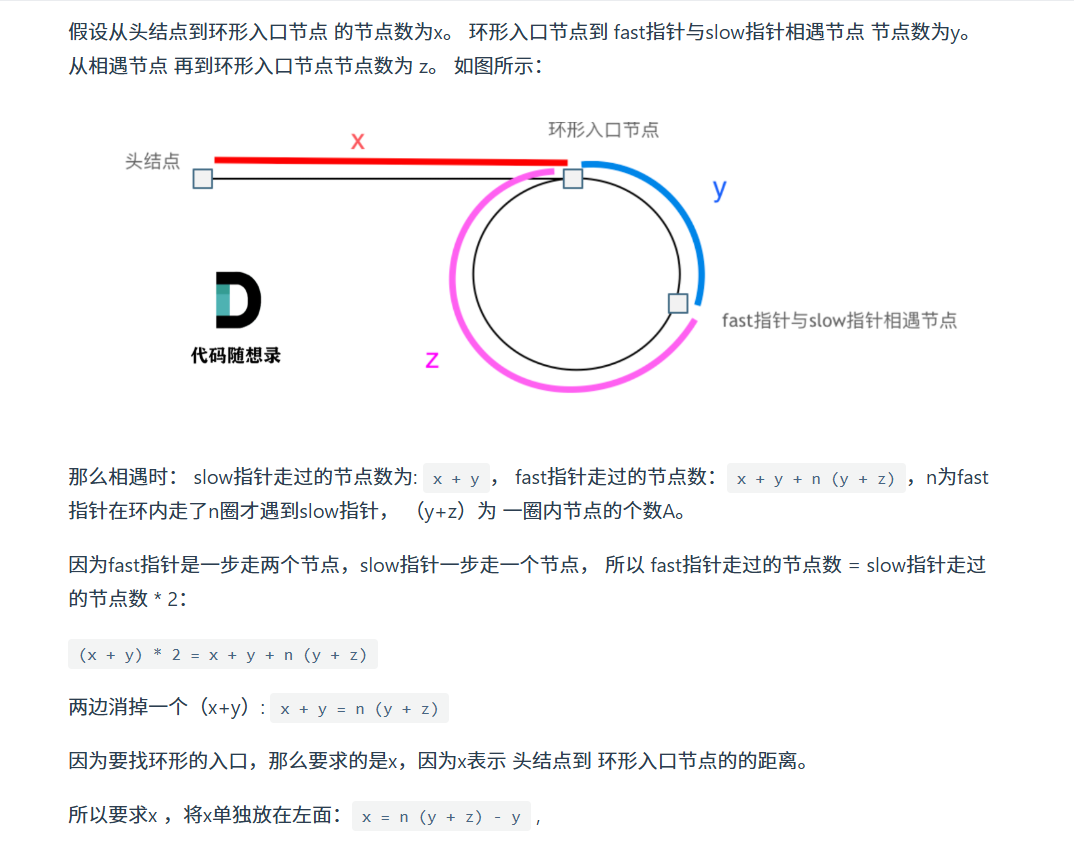 假设从头结点到环形入口节点 的节点数为x。 环形入口节点到 fast指针与slow指针相遇节点 节点数为y。
从相遇节点 再到环形入口节点节点数为 z。 如图所示：
环形入口节点
x
头结点
y
fast指针与slow指针相遇节点
代码随想录
z
那么相遇时： slow指针走过的节点数为: x + y ， fast指针走过的节点数： x + y + n (y + z) ，n为fast
指针在环内走了n圈才遇到slow指针， （y+z）为 一圈内节点的个数A。
因为fast指针是一步走两个节点，slow指针一步走一个节点， 所以 fast指针走过的节点数 = slow指针走过
的节点数 * 2：
(x + y) * 2 = x + y + n (y + z)
两边消掉一个（x+y）: x + y = n (y + z)
因为要找环形的入口，那么要求的是x，因为x表示 头结点到 环形入口节点的的距离。
所以要求x ，将x单独放在左面： x = n (y + z) - y ,